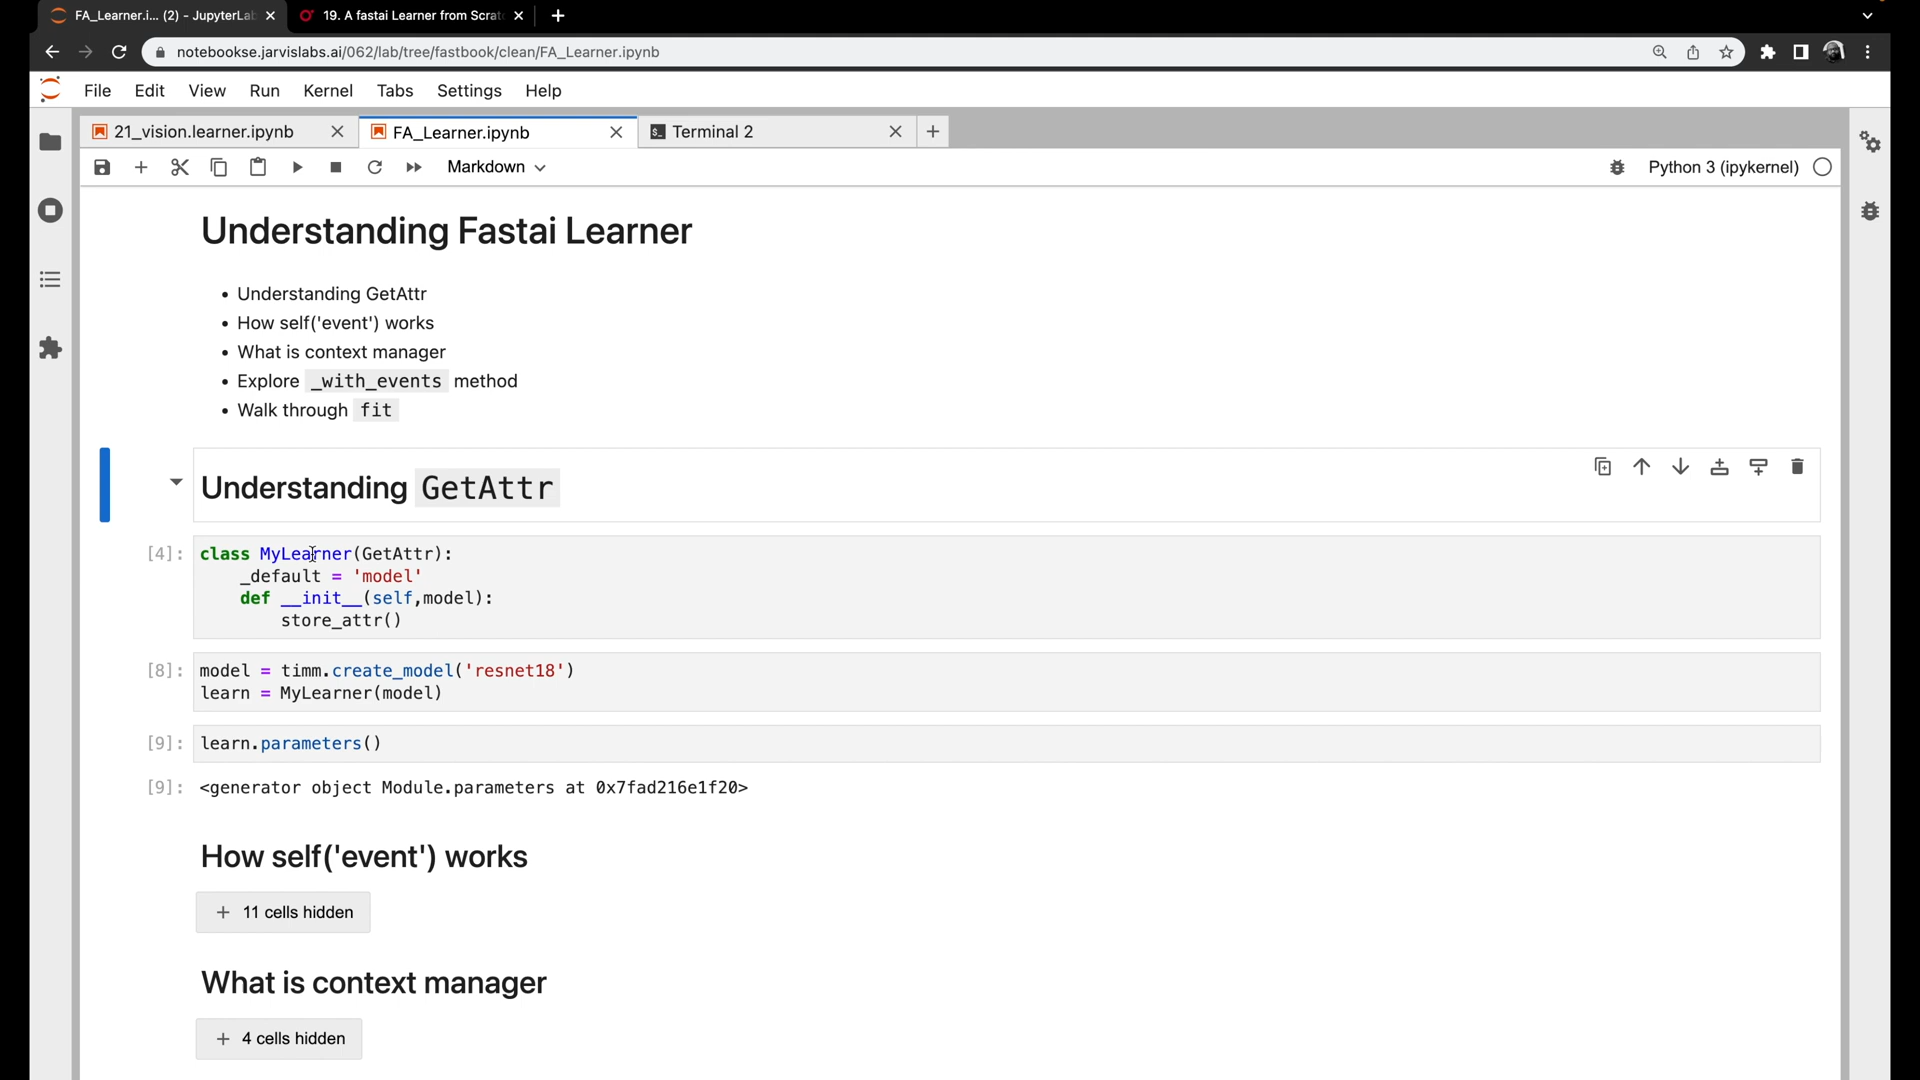 FA_Learner.i... (2) - JupyterLab
19. A fastai Learner from Scrat
notebookse.jarvislabs.ai/062/lab/tree/fastbook/clean/FA_Learner.ipynb
File Edit View Run Kernel Tabs Settings Help
21_vision.learner.ipynb FA_Learner.ipynb Terminal 2
Markdown Python 3 (ipykernel)
Understanding Fastai Learner
• Understanding GetAttr
• How self('event') works
• What is context manager
• Explore _with_events method
• Walk through fit
Understanding GetAttr
[4]: class MyLearner(GetAttr):
_default = 'model'
def __init__(self,model):
store_attr()
[8]: model = timm.create_model('resnet18')
learn = MyLearner(model)
[9]: learn.parameters()
[9]: <generator object Module.parameters at 0x7fad216e1f20>
How self('event') works
+ 11 cells hidden
What is context manager
+ 4 cells hidden